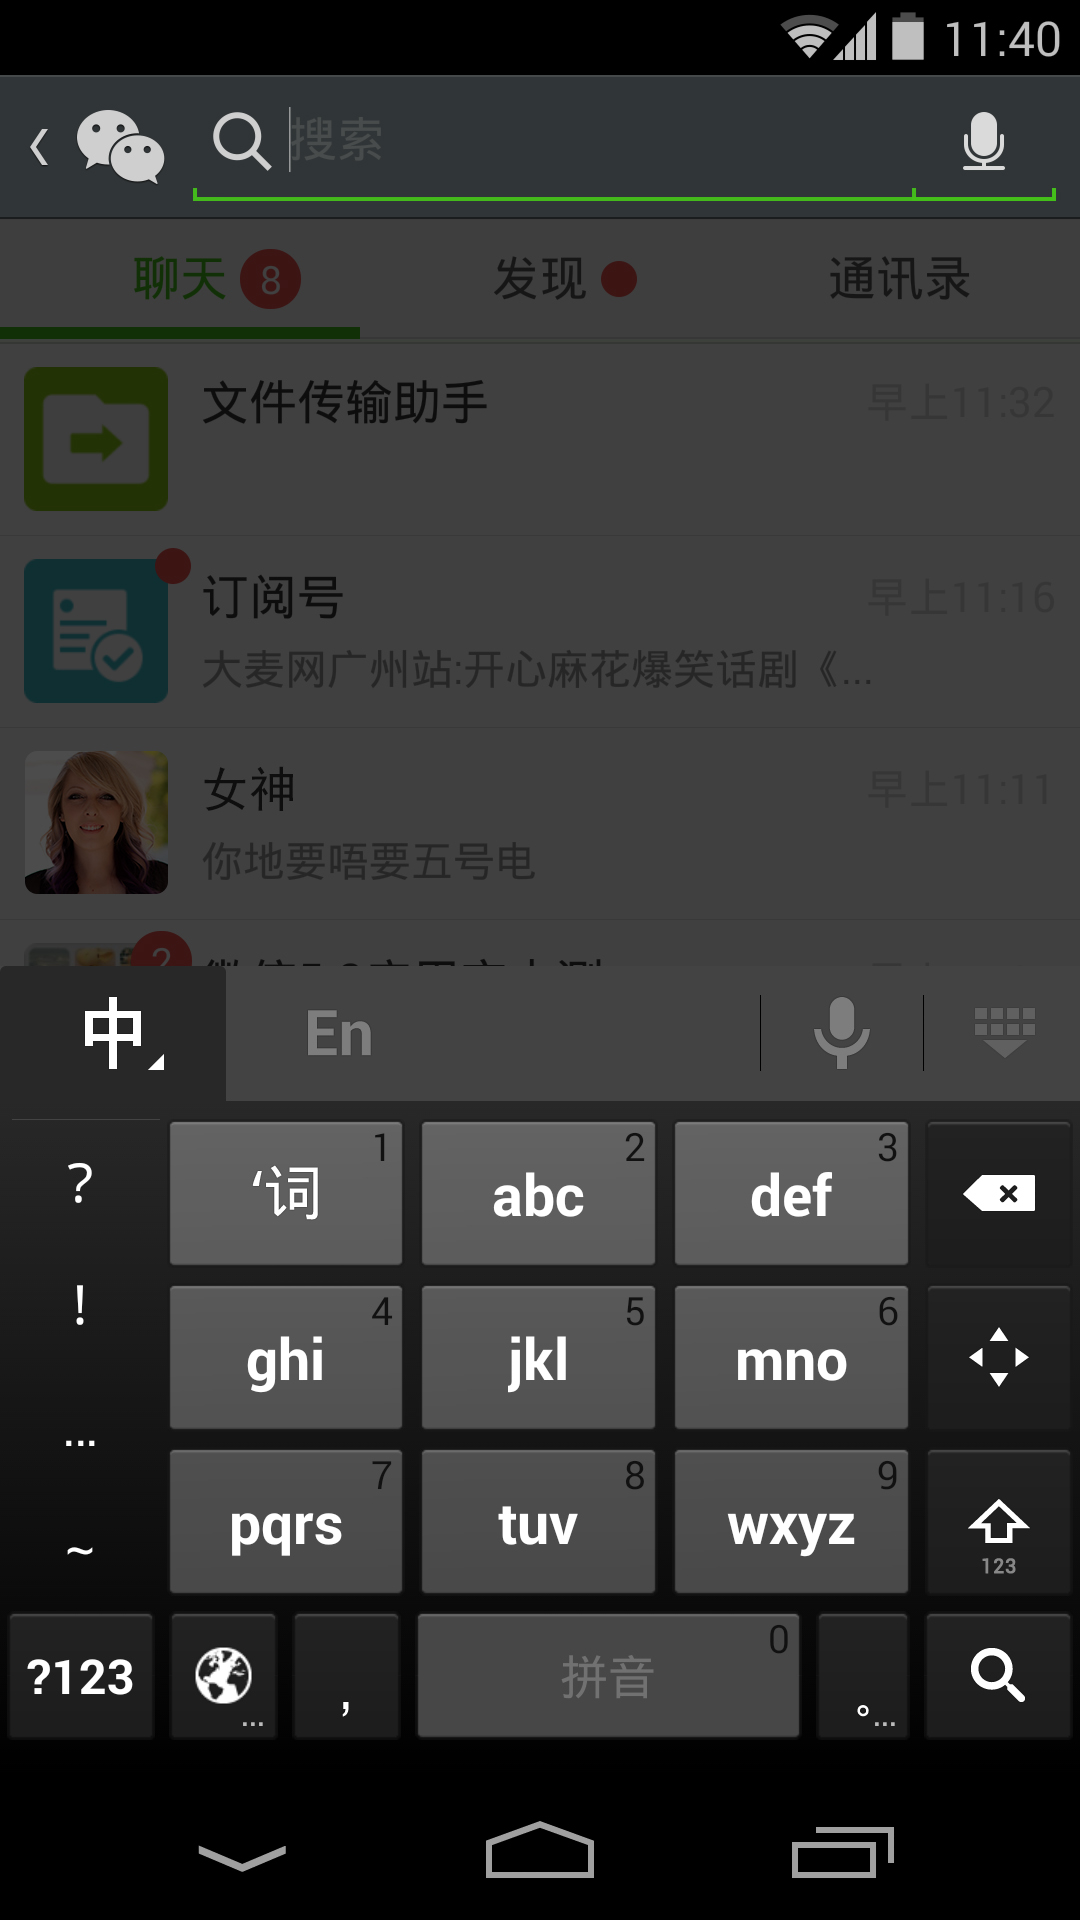 11:40
搜索
聊天 8 发现 通讯录
文件传输助手 早上11:32
订阅号 早上11:16
大麦网广州站:开心麻花爆笑话剧《...
女神 早上11:11
你地要唔要五号电
2
中 En
? 1 '词 2 abc 3 def
! 4 ghi 5 jkl 6 mno
... 7 pqrs 8 tuv 9 wxyz 123
~
?123 ... , 拼音 0 。...